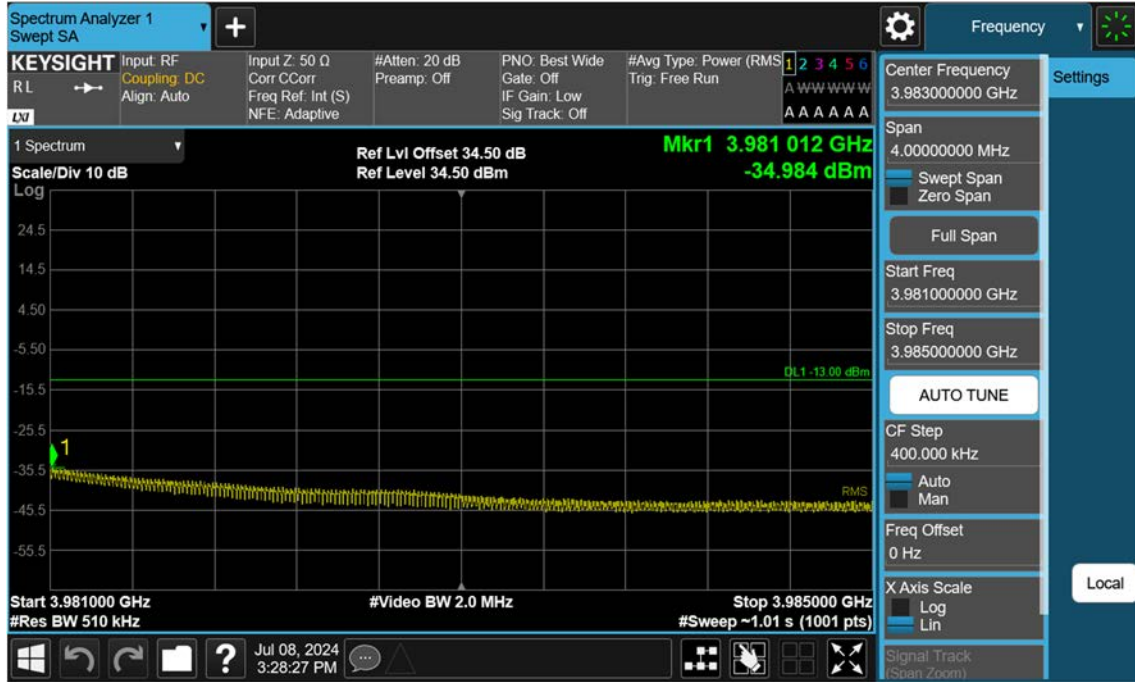 Spectrum Analyzer 1
Swept SA
Frequency
KEYSIGHT
R L
LXI
Input: RF
Coupling: DC
Align: Auto
Input Z: 50 Ω
Corr CCorr
Freq Ref: Int (S)
NFE: Adaptive
#Atten: 20 dB
Preamp: Off
PNO: Best Wide
Gate: Off
IF Gain: Low
Sig Track: Off
#Avg Type: Power (RMS
Trig: Free Run
1 2 3 4 5 6
A W W W W W
A A A A A A
1 Spectrum
Scale/Div 10 dB
Ref Lvl Offset 34.50 dB
Ref Level 34.50 dBm
Mkr1 3.981 012 GHz
-34.984 dBm
Log
24.5
14.5
4.50
-5.50
-15.5
-25.5
-35.5
-45.5
-55.5
DL1 -13.00 dBm
1
RMS
Start 3.981000 GHz
#Res BW 510 kHz
#Video BW 2.0 MHz
Stop 3.985000 GHz
#Sweep ~1.01 s (1001 pts)
?
Jul 08, 2024
3:28:27 PM
Center Frequency
3.983000000 GHz
Span
4.00000000 MHz
Swept Span
Zero Span
Full Span
Start Freq
3.981000000 GHz
Stop Freq
3.985000000 GHz
AUTO TUNE
CF Step
400.000 kHz
Auto
Man
Freq Offset
0 Hz
X Axis Scale
Log
Lin
Signal Track
(Span Zoom)
Settings
Local